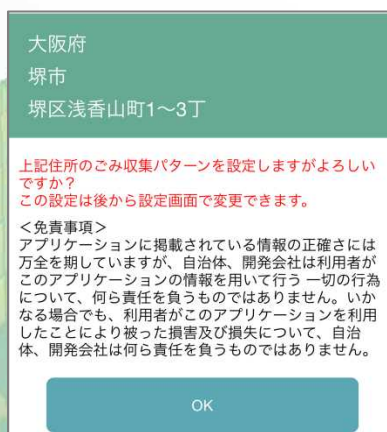 大阪府
堺市
堺区浅香山町1～3丁
上記住所のごみ収集パターンを設定しますがよろしい
ですか？
この設定は後から設定画面で変更できます。
＜免責事項＞
アプリケーションに掲載されている情報の正確さには
万全を期していますが、自治体、開発会社は利用者が
このアプリケーションの情報を用いて行う 一切の行為
について、何ら責任を負うものではありません。いか
なる場合でも、利用者がこのアプリケーションを利用
したことにより被った損害及び損失について、自治
体、開発会社は何ら責任を負うものではありません。
OK